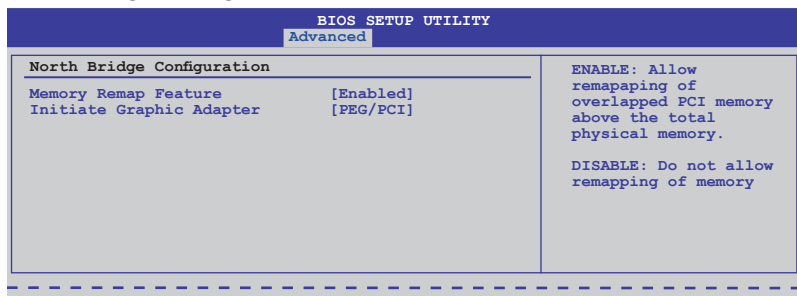 BIOS SETUP UTILITY
Advanced
North Bridge Configuration
Memory Remap Feature [Enabled]
Initiate Graphic Adapter [PEG/PCI]
ENABLE: Allow
remapaping of
overlapped PCI memory
above the total
physical memory.
DISABLE: Do not allow
remapping of memory